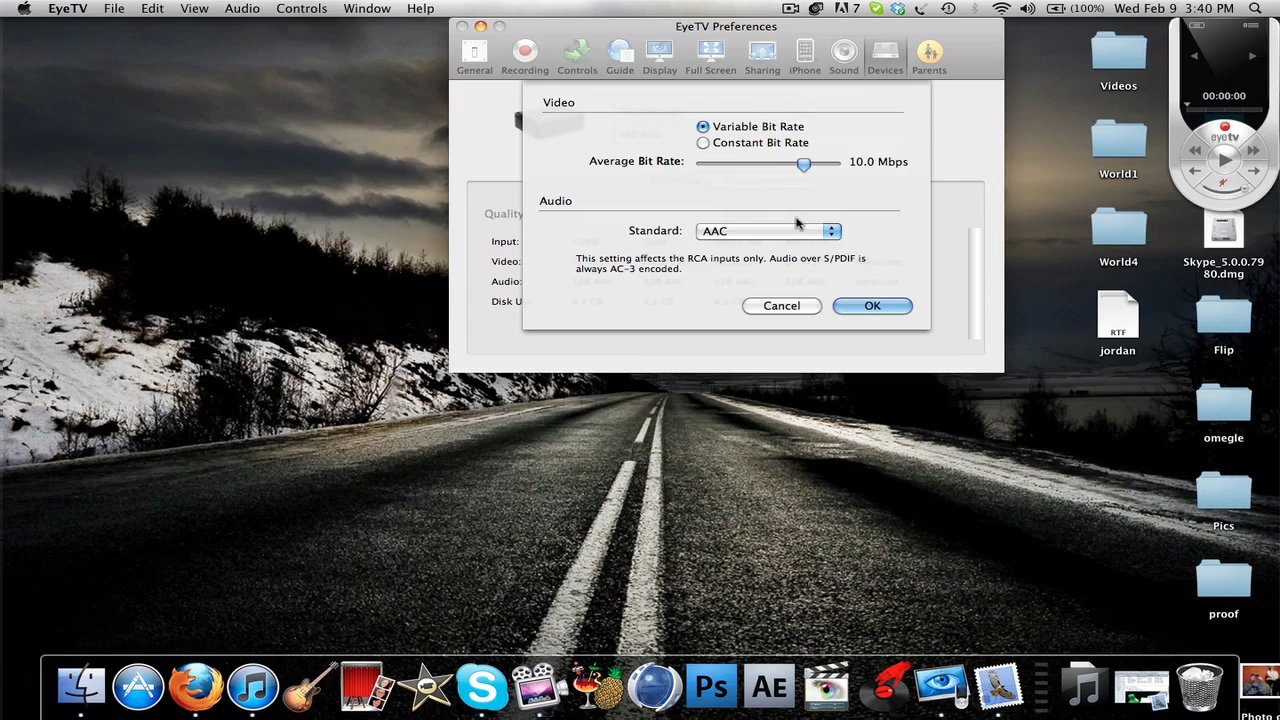 EyeTV File Edit View Audio Controls Window Help 7 (100%) Wed Feb 9 3:40 PM
EyeTV Preferences
General Recording Controls Guide Display Full Screen Sharing iPhone Sound Devices Parents
Video
Variable Bit Rate
Constant Bit Rate
Average Bit Rate: 10.0 Mbps
Audio
Quality
Standard: AAC
Input:
This setting affects the RCA inputs only. Audio over S/PDIF is
always AC-3 encoded.
Video:
Audio:
Disk U
Cancel OK
Videos
World1
World4
RTF
jordan
00:00:00
eyetv
Skype_5.0.0.79
80.dmg
Flip
omegle
Pics
proof
Ps AE